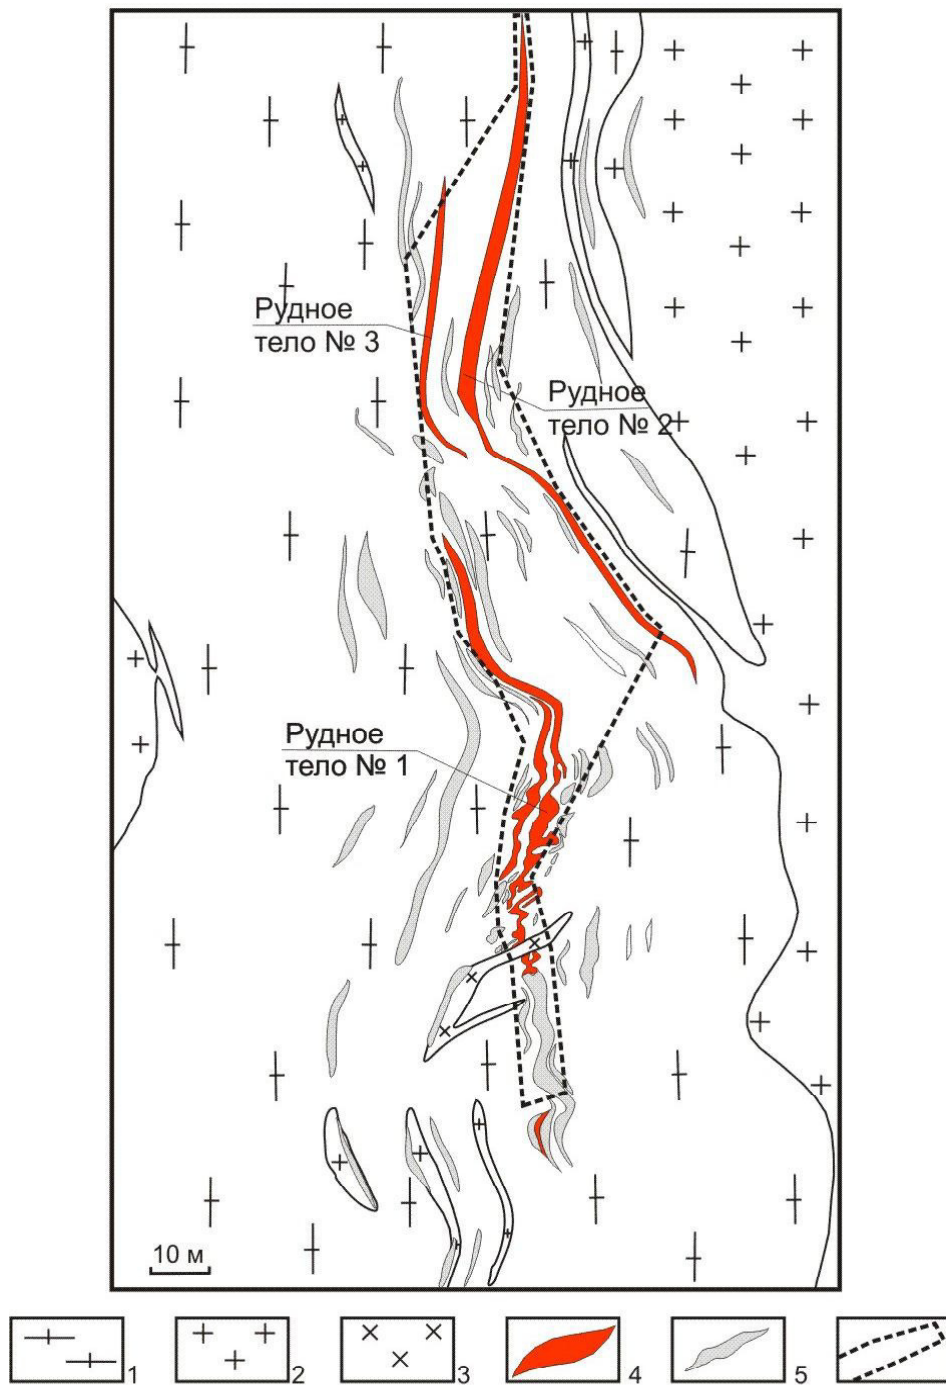 Рудное
тело № 3
Рудное
тело № 2
Рудное
тело № 1
10 м
1
2
3
4
5